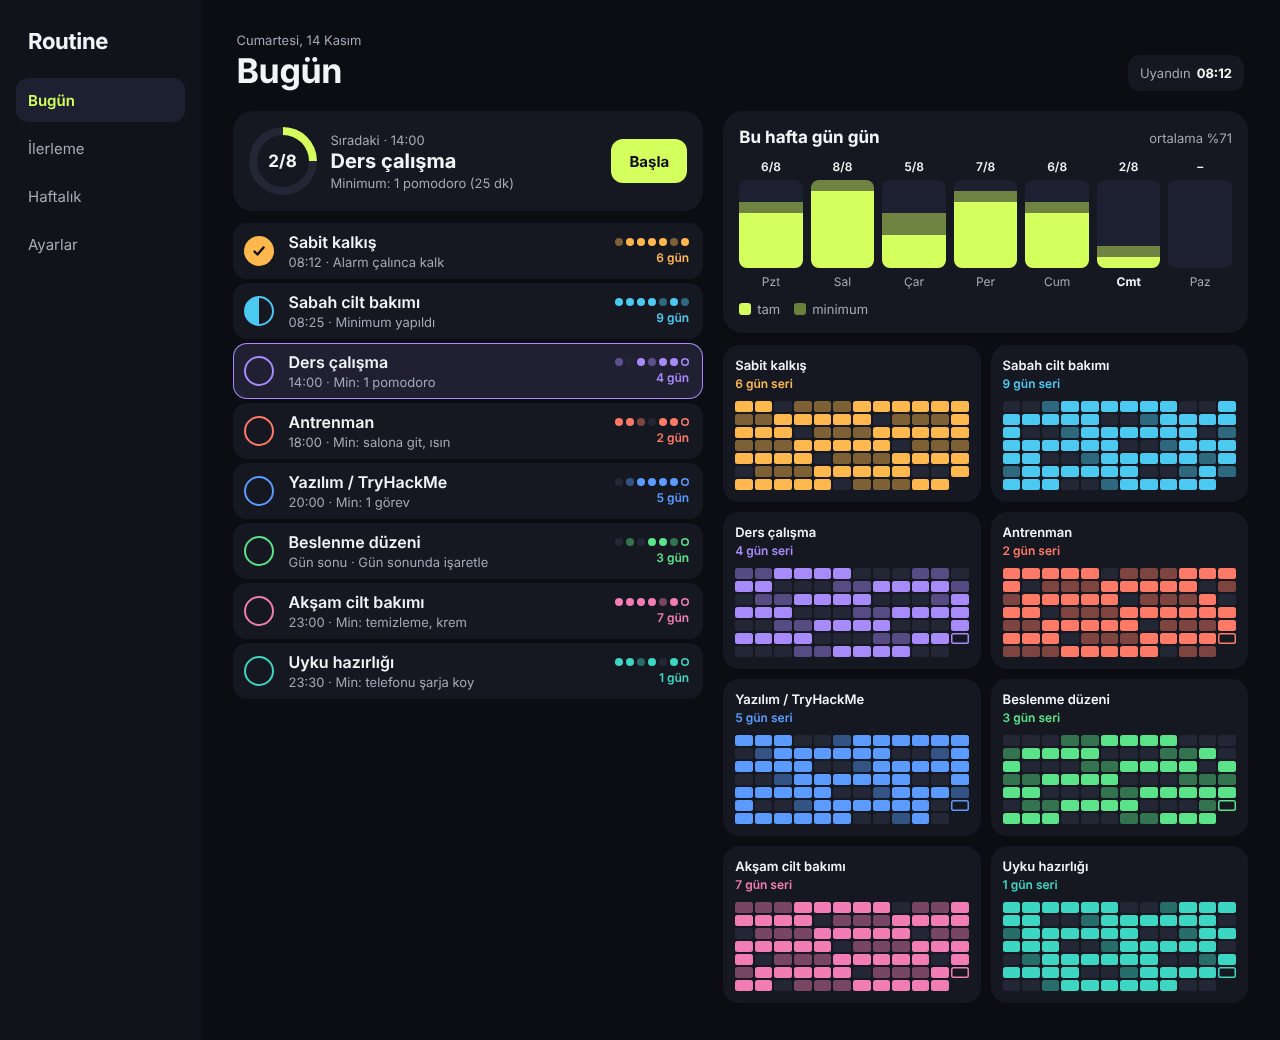 Routine
Bugün
İlerleme
Haftalık
Ayarlar
Cumartesi, 14 Kasım
Bugün
Uyandın 08:12
2/8
Sıradaki · 14:00
Ders çalışma
Minimum: 1 pomodoro (25 dk)
Başla
Sabit kalkış
08:12 · Alarm çalınca kalk
6 gün
Sabah cilt bakımı
08:25 · Minimum yapıldı
9 gün
Ders çalışma
14:00 · Min: 1 pomodoro
4 gün
Antrenman
18:00 · Min: salona git, ısın
2 gün
Yazılım / TryHackMe
20:00 · Min: 1 görev
5 gün
Beslenme düzeni
Gün sonu · Gün sonunda işaretle
3 gün
Akşam cilt bakımı
23:00 · Min: temizleme, krem
7 gün
Uyku hazırlığı
23:30 · Min: telefonu şarja koy
1 gün
Bu hafta gün gün
ortalama %71
6/8 8/8 5/8 7/8 6/8 2/8 –
Pzt Sal Çar Per Cum Cmt Paz
tam minimum
Sabit kalkış
6 gün seri
Sabah cilt bakımı
9 gün seri
Ders çalışma
4 gün seri
Antrenman
2 gün seri
Yazılım / TryHackMe
5 gün seri
Beslenme düzeni
3 gün seri
Akşam cilt bakımı
7 gün seri
Uyku hazırlığı
1 gün seri